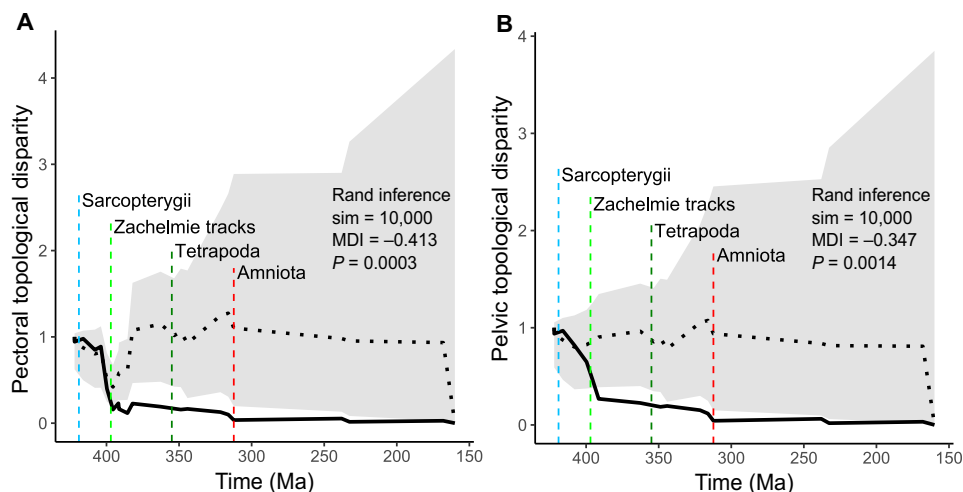 A
Pectoral topological disparity
4
3
2
1
0
Sarcopterygii
Zachelmie tracks
Tetrapoda
Amniota
Rand inference
sim = 10,000
MDI = –0.413
P = 0.0003
400 350 300 250 200 150
Time (Ma)
B
Pelvic topological disparity
4
3
2
1
0
Sarcopterygii
Zachelmie tracks
Tetrapoda
Amniota
Rand inference
sim = 10,000
MDI = –0.347
P = 0.0014
400 350 300 250 200 150
Time (Ma)